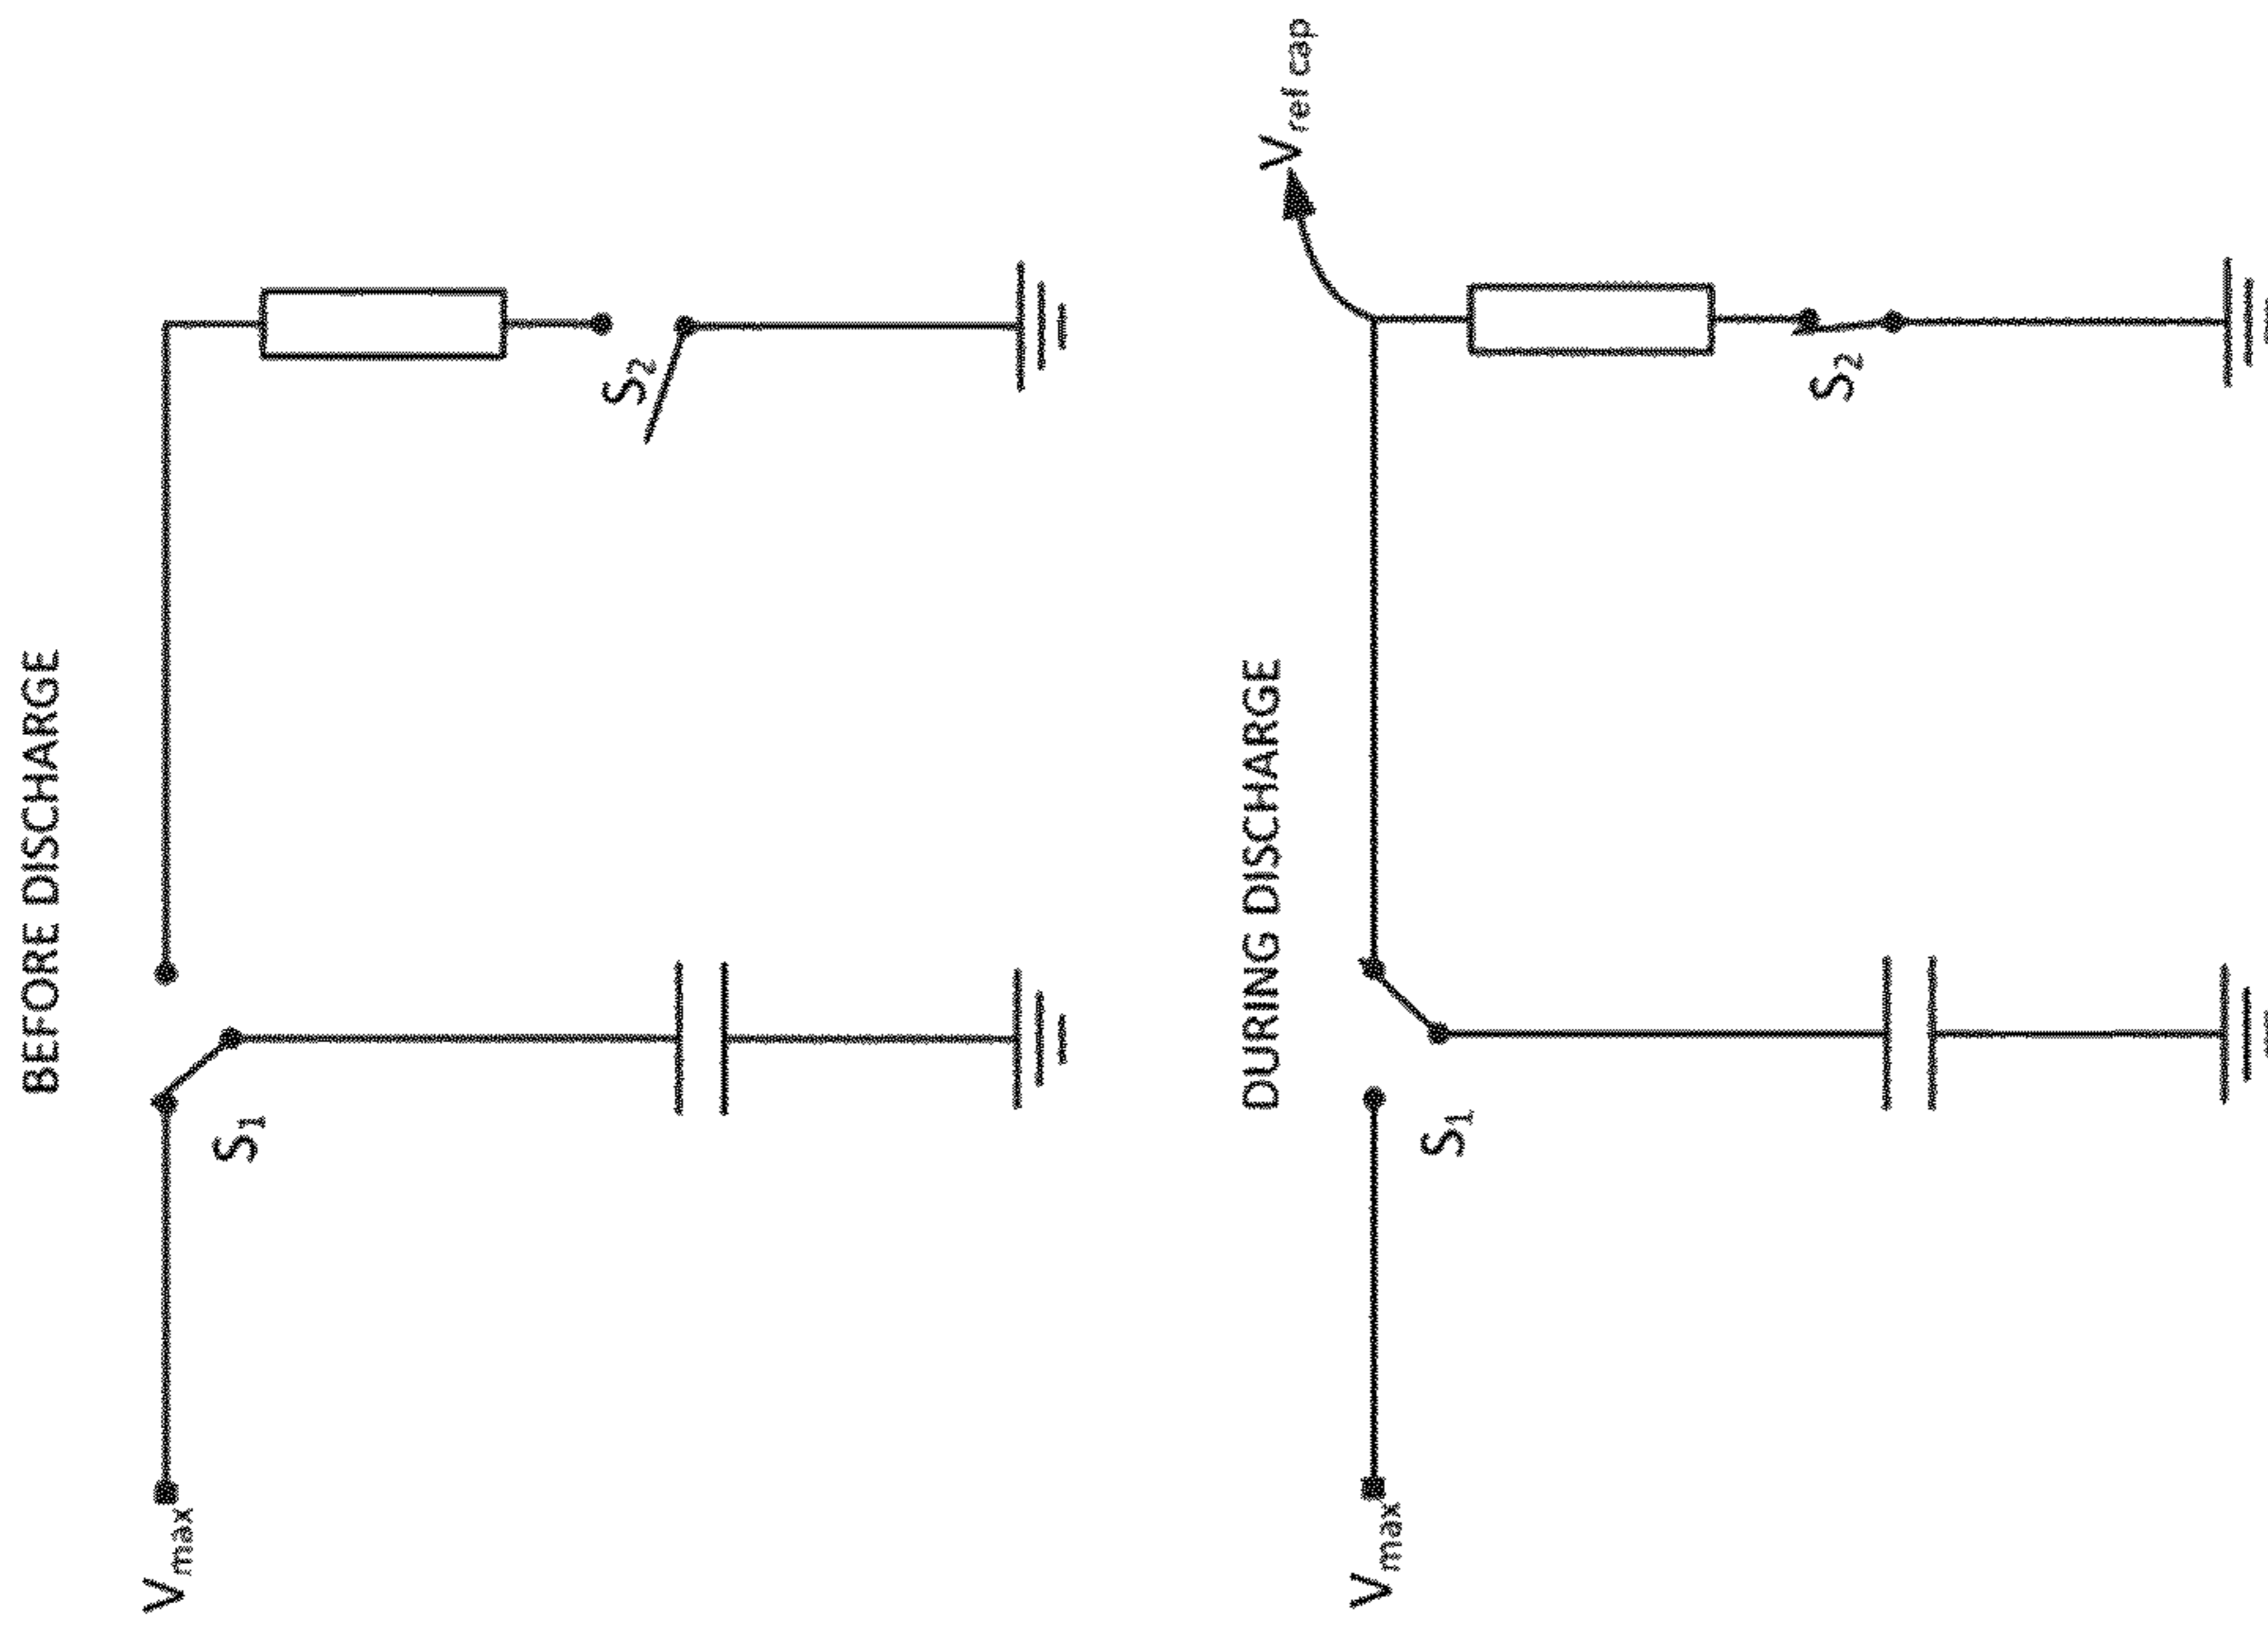 BEFORE DISCHARGE
Vmax
S1
S2
DURING DISCHARGE
Vref cap
Vmax
S1
S2